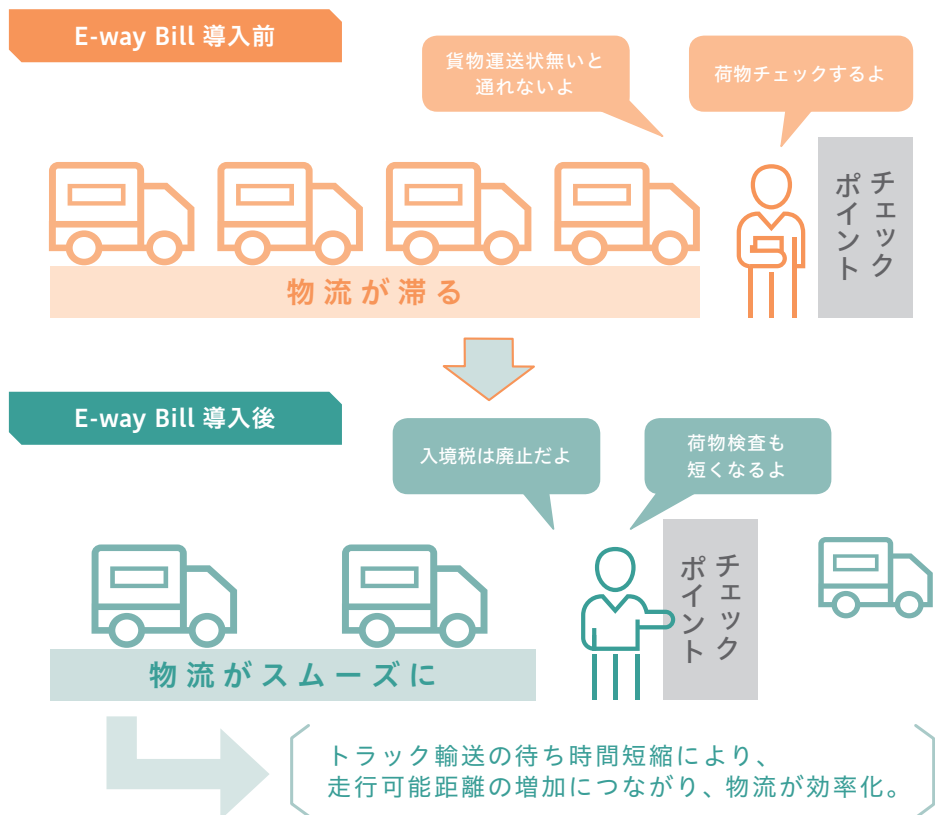 E-way Bill 導入前
貨物運送状無いと
通れないよ
荷物チェックするよ
チェック
ポイント
物流が滞る
E-way Bill 導入後
入境税は廃止だよ
荷物検査も
短くなるよ
チェック
ポイント
物流がスムーズに
トラック輸送の待ち時間短縮により、
走行可能距離の増加につながり、物流が効率化。